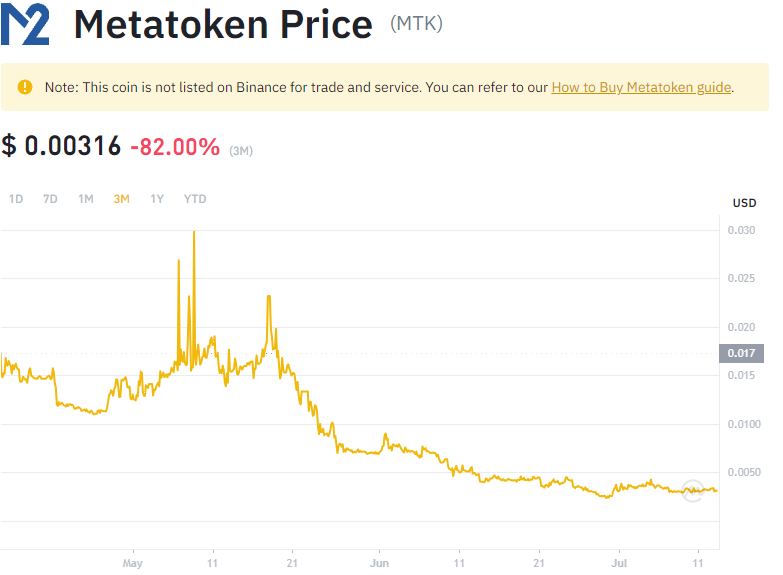 M2 Metatoken Price (MTK)
Note: This coin is not listed on Binance for trade and service. You can refer to our How to Buy Metatoken guide.
$ 0.00316 -82.00% (3M)
1D 7D 1M 3M 1Y YTD
USD
0.030
0.025
0.020
0.017
0.015
0.0100
0.0050
May 11 21 Jun 11 21 Jul 11